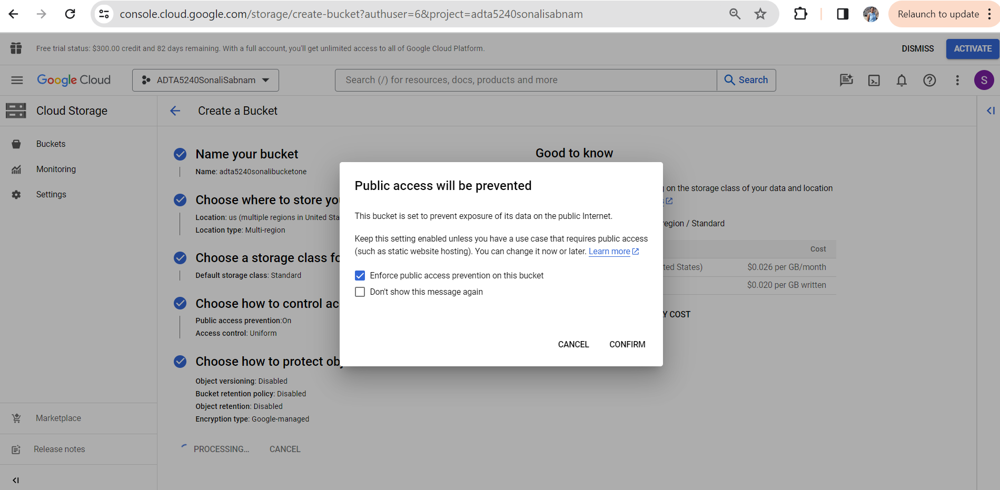 console.cloud.google.com/storage/create-bucket?authuser=6&project=adta5240sonalisabnam
Relaunch to update
Free trial status: $300.00 credit and 82 days remaining. With a full account, you'll get unlimited access to all of Google Cloud Platform.
DISMISS
ACTIVATE
Google Cloud
ADTA5240SonaliSabnam
Search (/) for resources, docs, products and more
Search
S
Cloud Storage
Create a Bucket
Buckets
Monitoring
Settings
Marketplace
Release notes
Name your bucket
Name: adta5240sonalibucketone
Choose where to store
Location: us (multiple regions in United
Location type: Multi-region
Choose a storage class
Default storage class: Standard
Choose how to control
Public access prevention:On
Access control: Uniform
Choose how to protect
Object versioning: Disabled
Bucket retention policy: Disabled
Object retention: Disabled
Encryption type: Google-managed
PROCESSING...
CANCEL
Good to know
on the storage class of your data and location
/ Standard
Cost
States)
$0.026 per GB/month
$0.020 per GB written
COST
Public access will be prevented
This bucket is set to prevent exposure of its data on the public Internet.
Keep this setting enabled unless you have a use case that requires public access
(such as static website hosting). You can change it now or later. Learn more
Enforce public access prevention on this bucket
Don't show this message again
CANCEL
CONFIRM